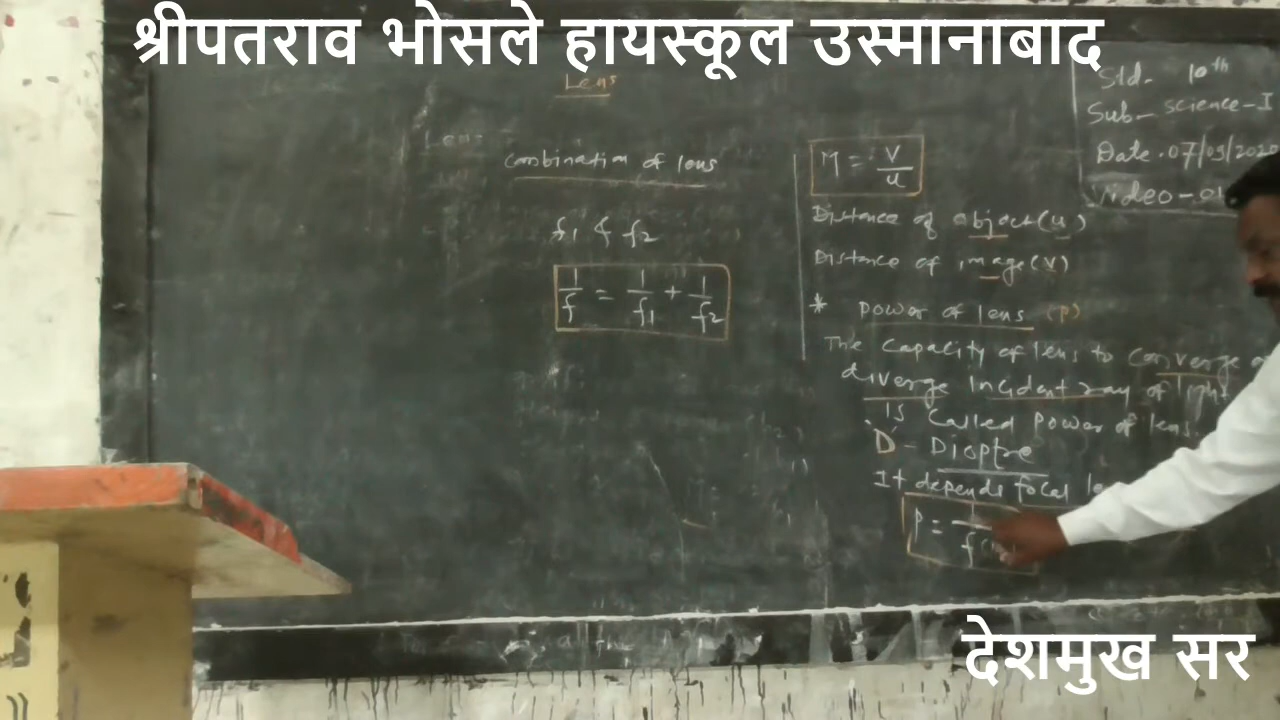 श्रीपतराव भोसले हायस्कूल उस्मानाबाद
Lens
Combination of lens
f₁ & f₂
1/f = 1/f₁ + 1/f₂
M = v/u
Distance of object (u)
Distance of image (v)
* Power of lens (P)
The Capacity of lens to Converge
diverge Incident ray of light
is Called Power of lens.
'D' - Dioptre
It depends focal
P = 1/f
Std - 10th
Sub - Science - I
Date . 07/09/2020
Video - 01
देशमुख सर